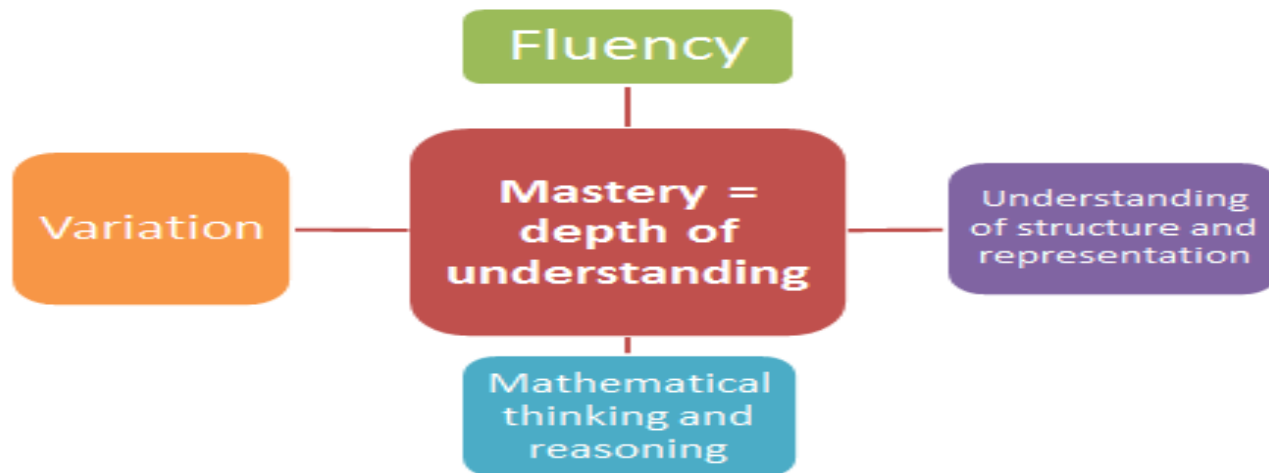 Fluency
Variation
Mastery =
depth of
understanding
Understanding
of structure and
representation
Mathematical
thinking and
reasoning